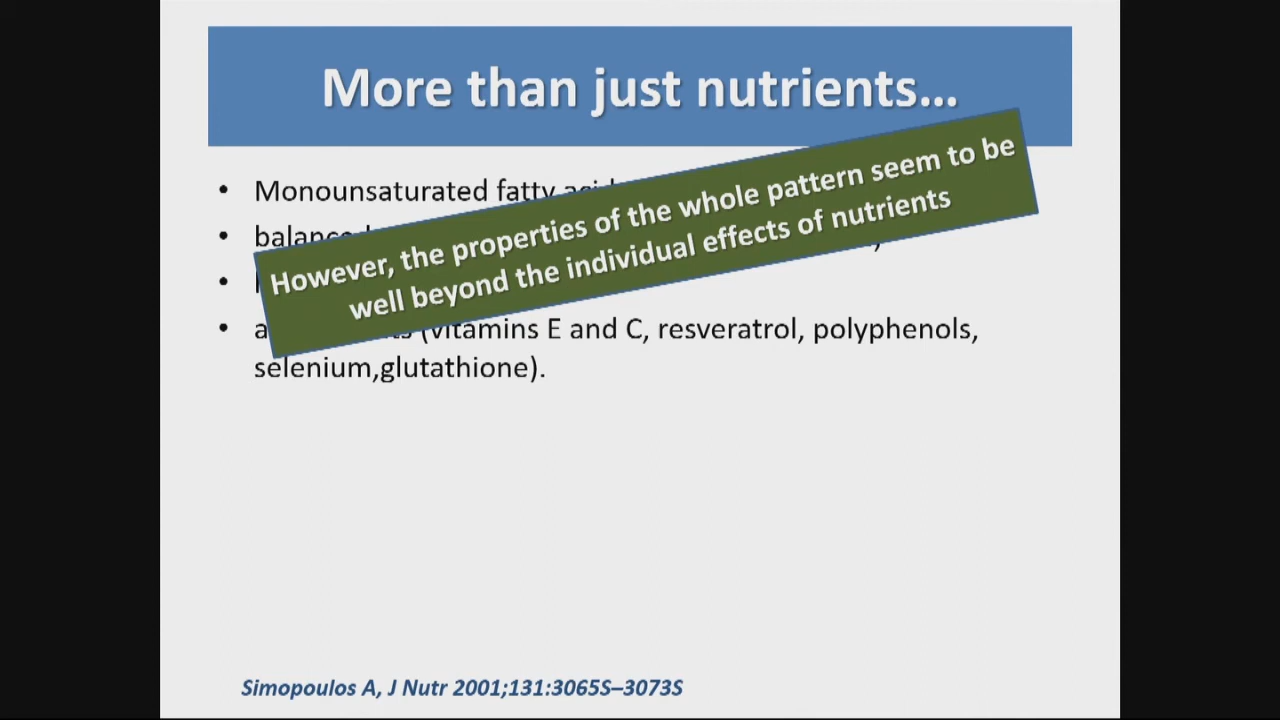 More than just nutrients...
However, the properties of the whole pattern seem to be
well beyond the individual effects of nutrients
• Monounsaturated fatty
•
•
• (vitamins E and C, resveratrol, polyphenols,
selenium,glutathione).
Simopoulos A, J Nutr 2001;131:3065S–3073S